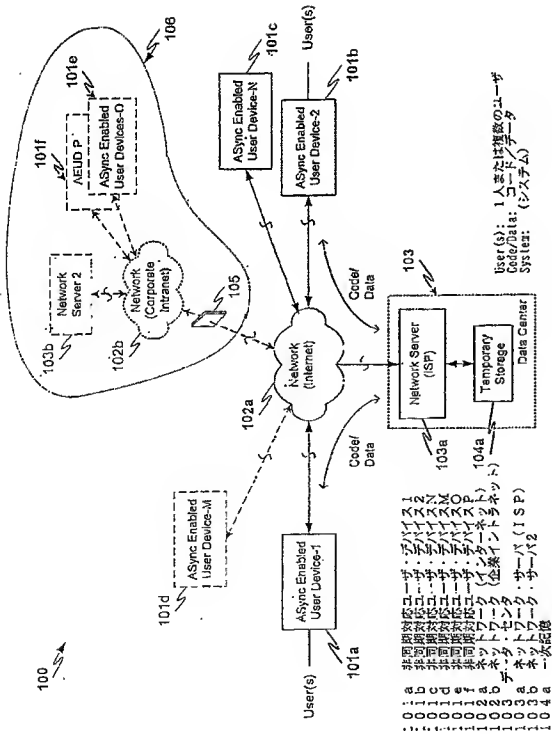 100
106
101f
101e
AEUD P
ASync Enabled
User Devices-O
Network
Server 2
103b
Network
(Corporate
Intranet)
102b
105
101c
ASync Enabled
User Device-N
User(s)
ASync Enabled
User Device-2
101b
101d
ASync Enabled
User Device-M
102a
Network
(Internet)
User(s)
ASync Enabled
User Device-1
101a
Code/
Data
Code/
Data
103
Network Server
(ISP)
103a
Temporary
Storage
104a
Data Center
User(s): 1人または複数のユーザ
Code/Data: コード/データ
System: (システム)
101a 非同期対応ユーザ・デバイス1
101b 非同期対応ユーザ・デバイス2
101c 非同期対応ユーザ・デバイスN
101d 非同期対応ユーザ・デバイスM
101e 非同期対応ユーザ・デバイスO
101f 非同期対応ユーザ・デバイスP
102a ネットワーク (インターネット)
102b ネットワーク (企業イントラネット)
103 データ・センタ
103a ネットワーク・サーバ (ISP)
103b ネットワーク・サーバ2
104a 一次記憶